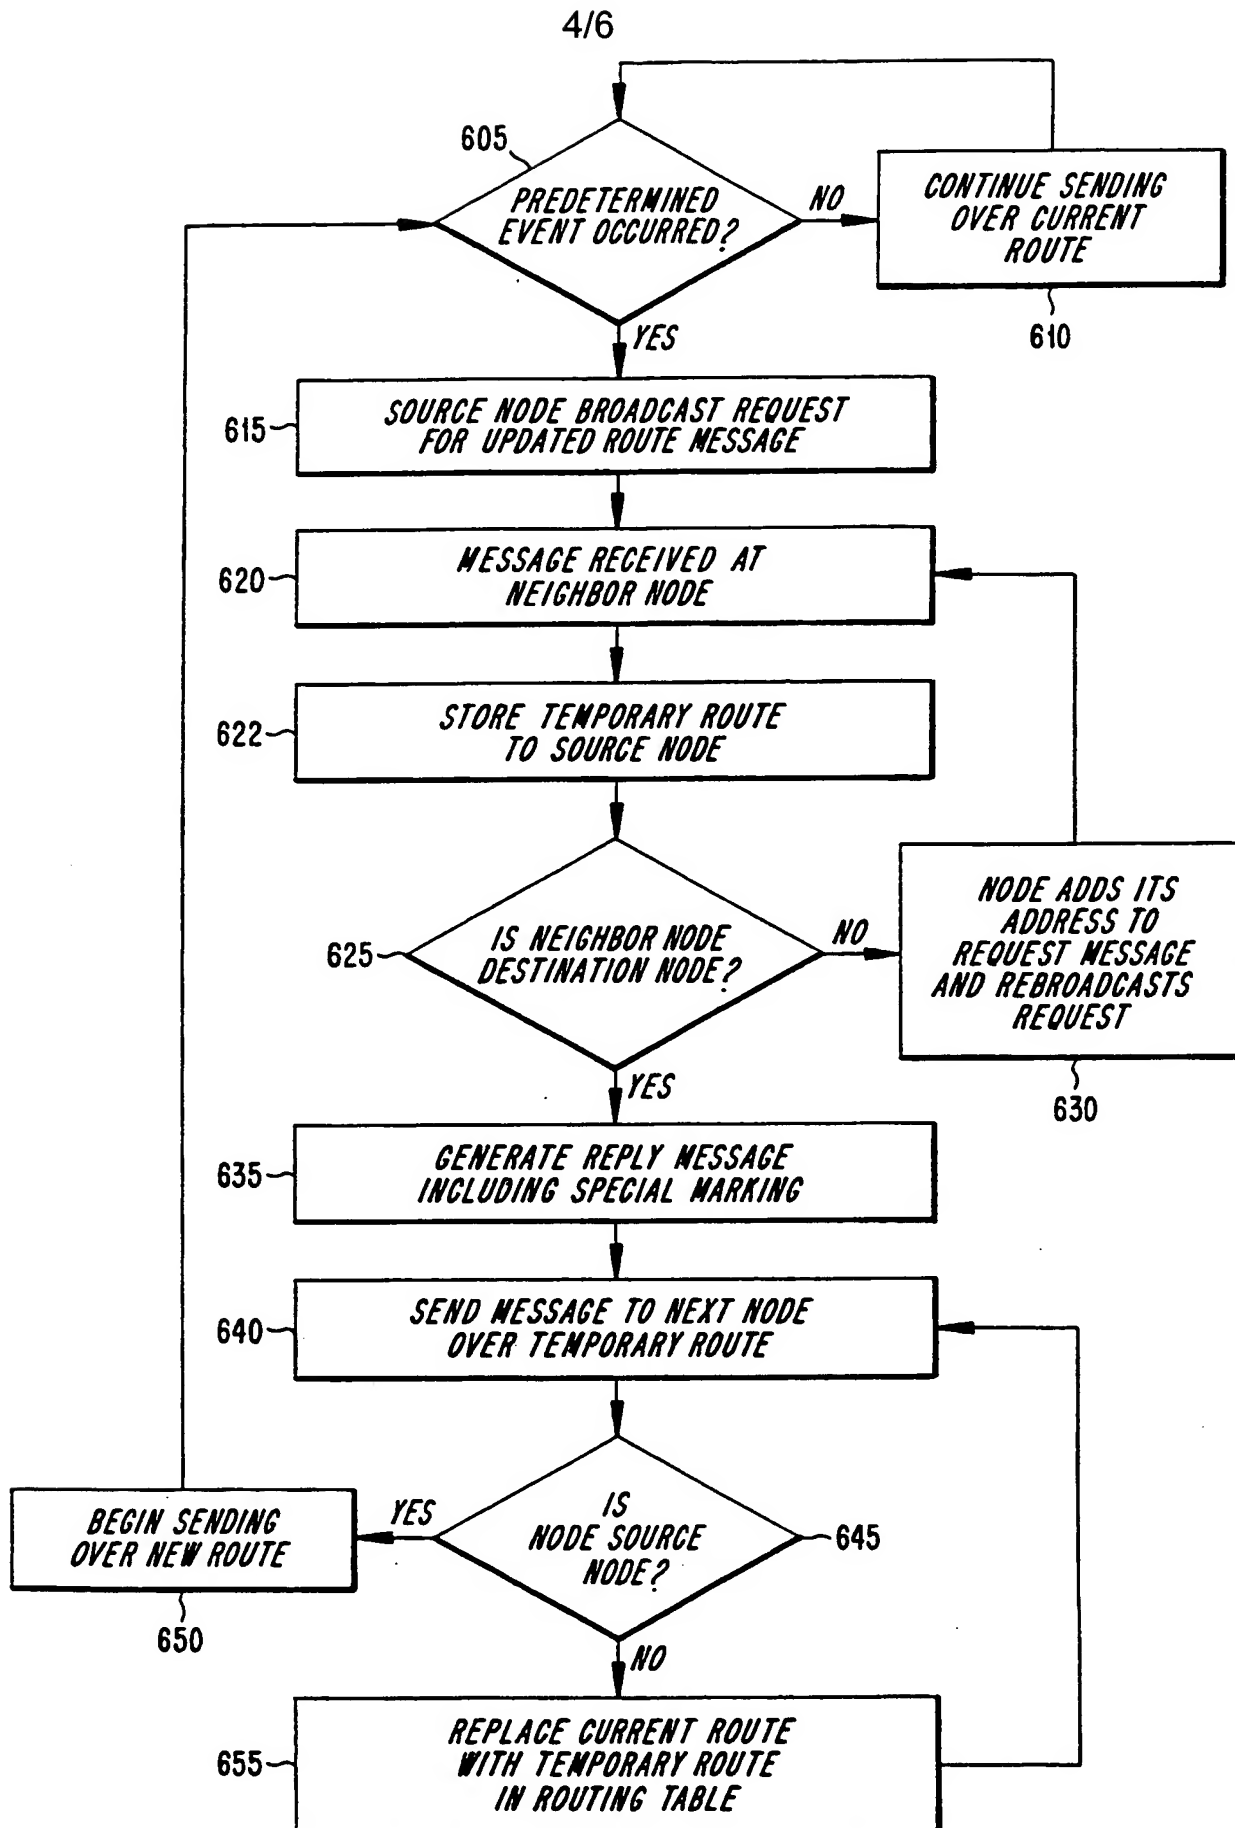 4/6
605
PREDETERMINED
EVENT OCCURRED?
NO
CONTINUE SENDING
OVER CURRENT
ROUTE
610
YES
615
SOURCE NODE BROADCAST REQUEST
FOR UPDATED ROUTE MESSAGE
620
MESSAGE RECEIVED AT
NEIGHBOR NODE
622
STORE TEMPORARY ROUTE
TO SOURCE NODE
625
IS NEIGHBOR NODE
DESTINATION NODE?
NO
NODE ADDS ITS
ADDRESS TO
REQUEST MESSAGE
AND REBROADCASTS
REQUEST
630
YES
635
GENERATE REPLY MESSAGE
INCLUDING SPECIAL MARKING
640
SEND MESSAGE TO NEXT NODE
OVER TEMPORARY ROUTE
IS
NODE SOURCE
NODE?
645
YES
BEGIN SENDING
OVER NEW ROUTE
650
NO
655
REPLACE CURRENT ROUTE
WITH TEMPORARY ROUTE
IN ROUTING TABLE